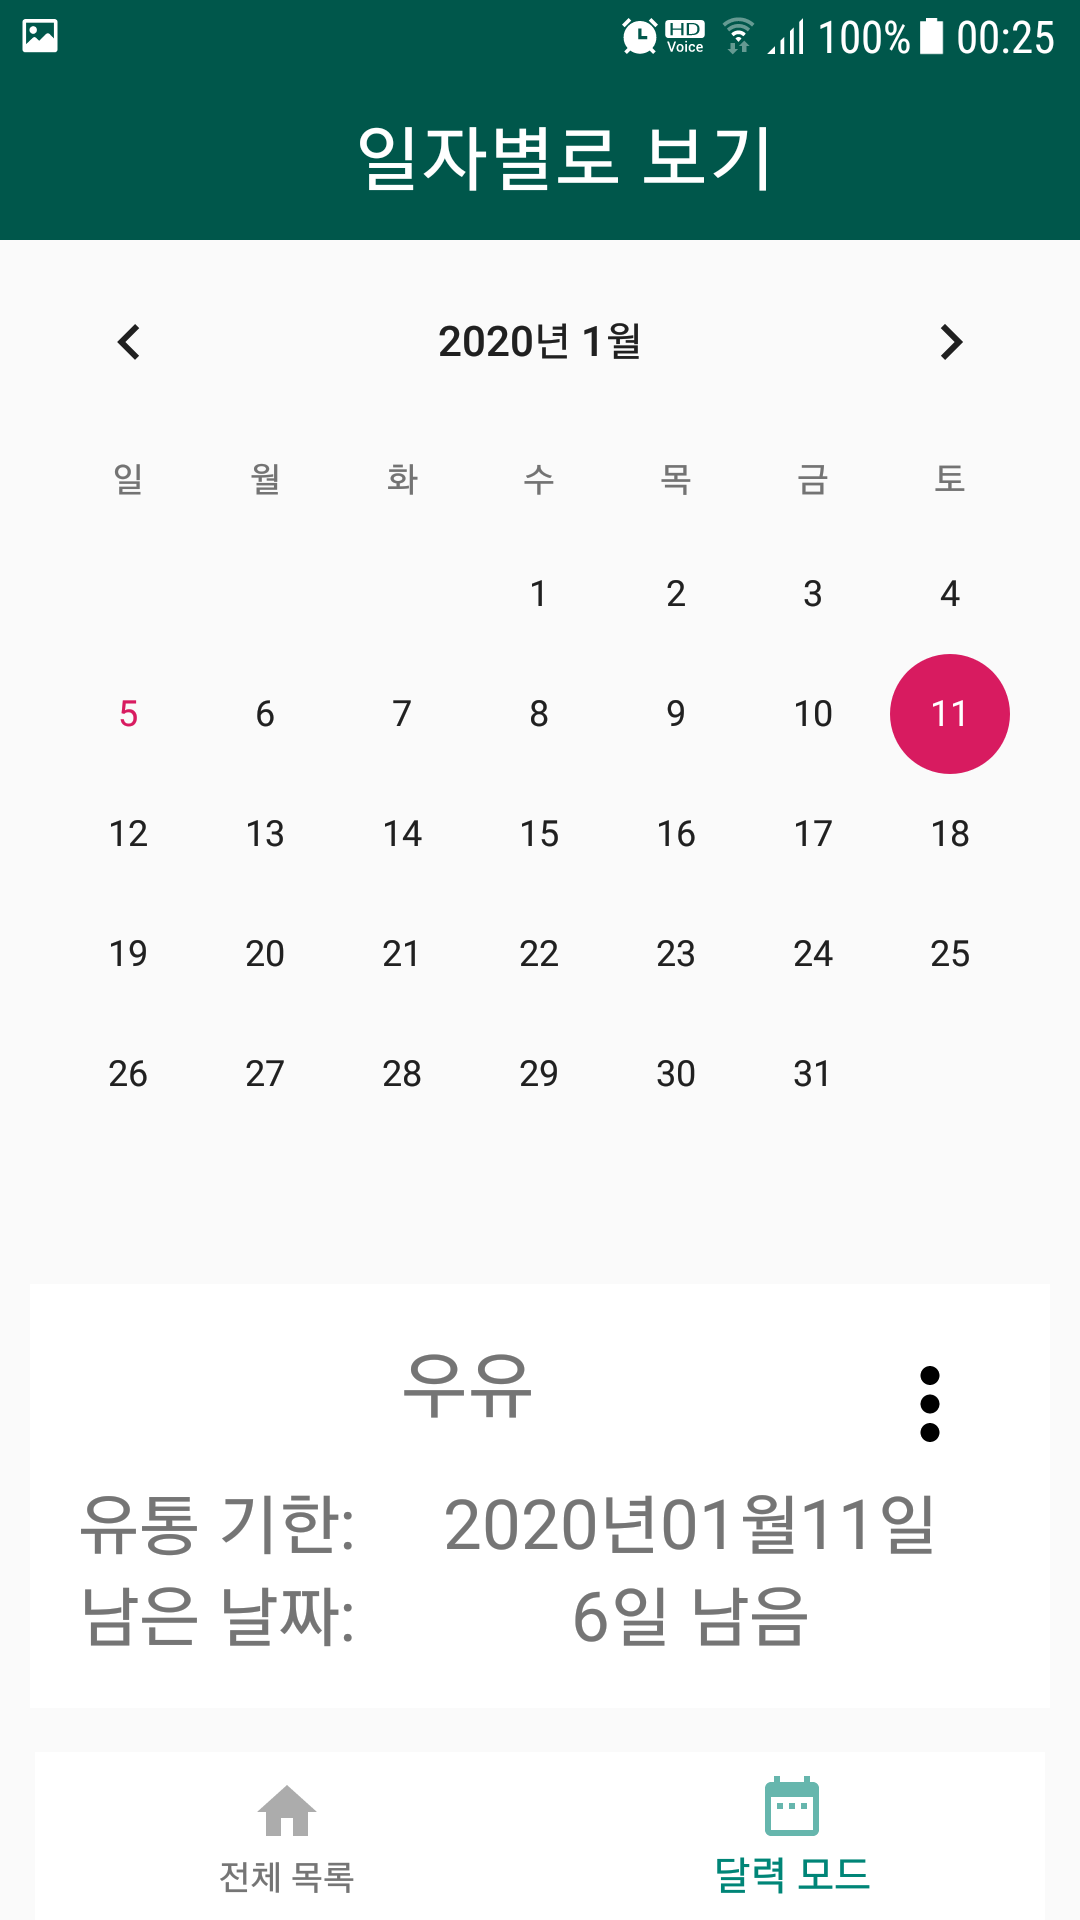 HD Voice 100% 00:25
일자별로 보기
2020년 1월
일 월 화 수 목 금 토
1 2 3 4
5 6 7 8 9 10 11
12 13 14 15 16 17 18
19 20 21 22 23 24 25
26 27 28 29 30 31
우유
유통 기한: 2020년01월11일
남은 날짜: 6일 남음
전체 목록 달력 모드